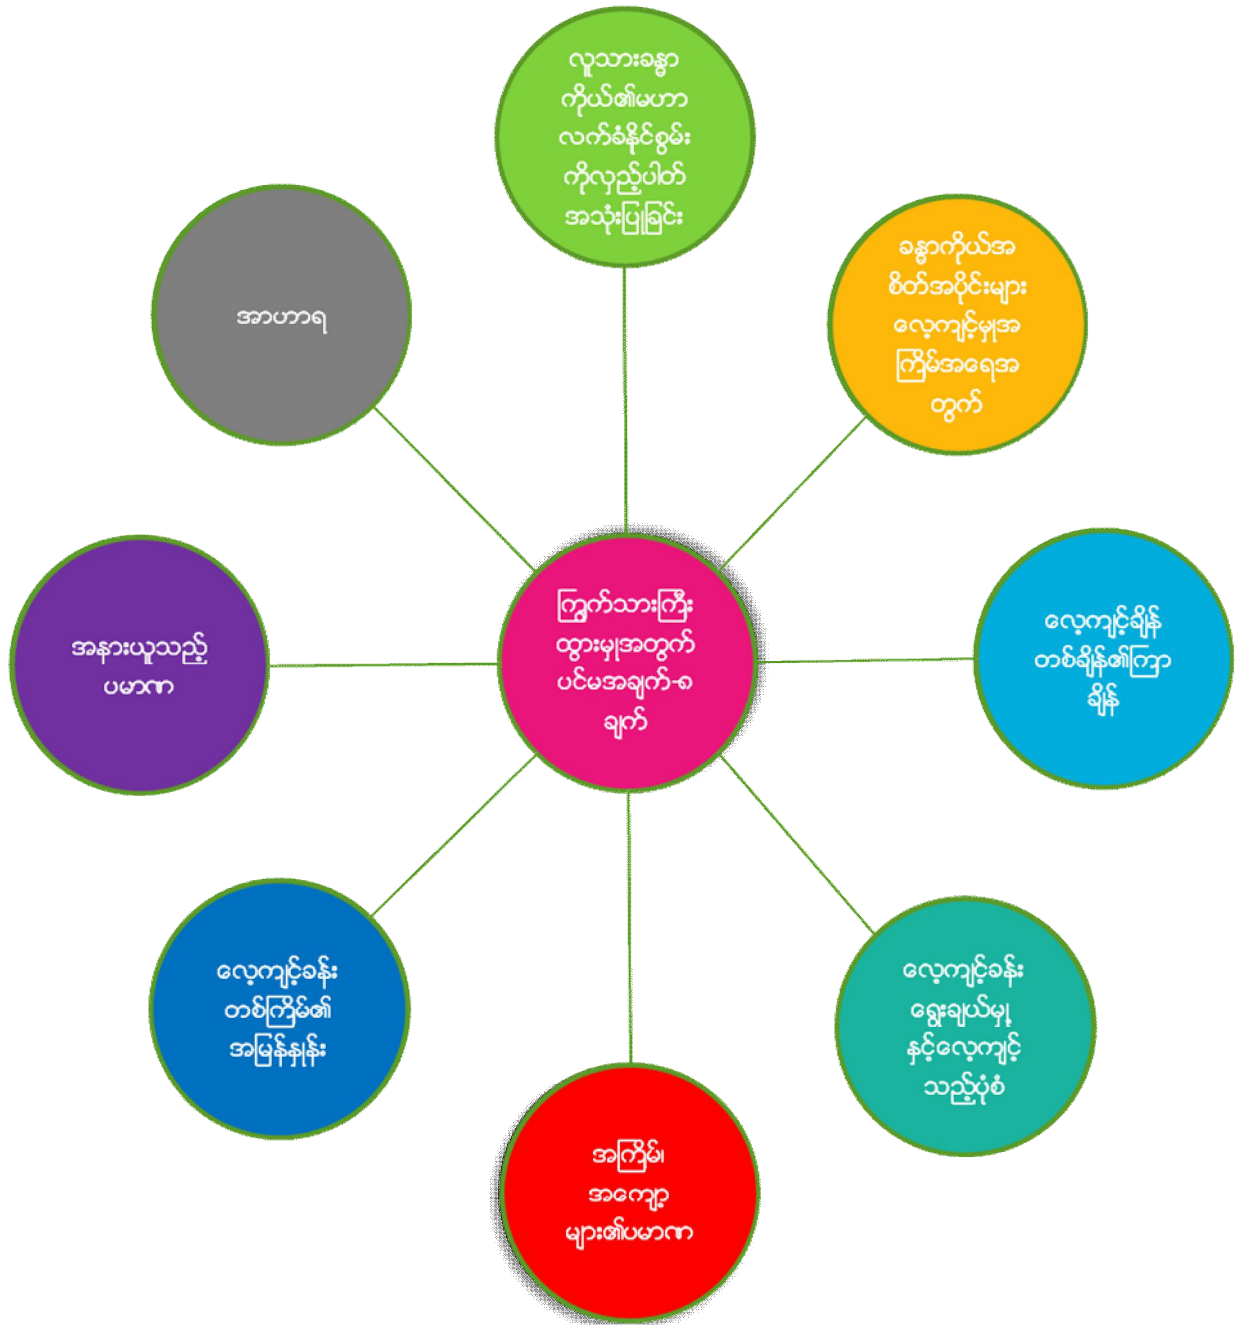 ကြွက်သားကြီး
ထွားမှုအတွက်
ပင်မအချက်-၈
ချက်
လူသားခန္ဓာ
ကိုယ်၏မဟာ
လက်ခံနိုင်စွမ်း
ကိုလှည့်ပါတ်
အသုံးပြုခြင်း
ခန္ဓာကိုယ်အ
စိတ်အပိုင်းများ
လေ့ကျင့်မှုအ
ကြိမ်အရေအ
တွက်
လေ့ကျင့်ချိန်
တစ်ချိန်၏ကြာ
ချိန်
လေ့ကျင့်ခန်း
ရွေးချယ်မှု
နှင့်လေ့ကျင့်
သည့်ပုံစံ
အကြိမ်၊
အကျော့
များ၏ပမာဏ
လေ့ကျင့်ခန်း
တစ်ကြိမ်၏
အမြန်နှုန်း
အနားယူသည့်
ပမာဏ
အာဟာရ